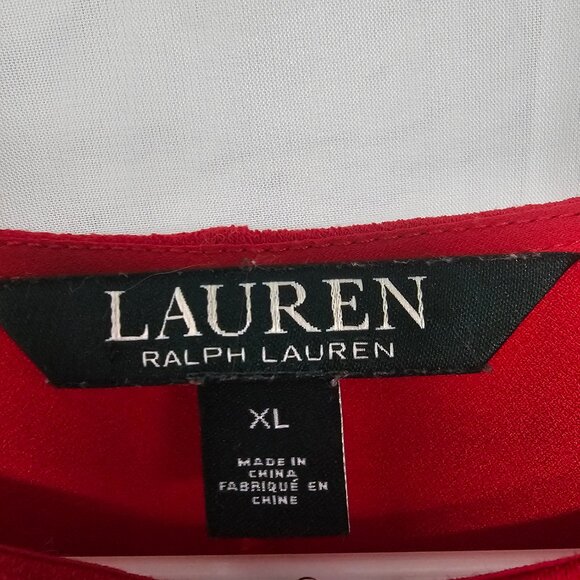 LAUREN
RALPH LAUREN
XL
MADE IN
CHINA
FABRIQUÉ EN
CHINE